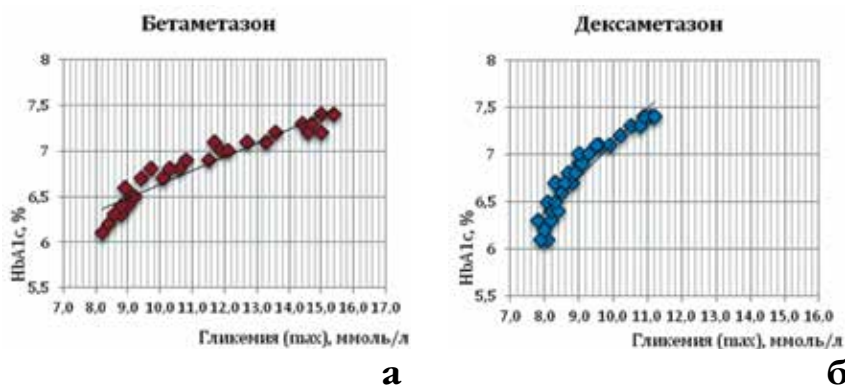 Бетаметазон
HbA1c, %
8
7,5
7
6,5
6
5,5
7,0 8,0 9,0 10,0 11,0 12,0 13,0 14,0 15,0 16,0 17,0
Гликемия (max), ммоль/л
а
Дексаметазон
HbA1c, %
8
7,5
7
6,5
6
5,5
7,0 8,0 9,0 10,0 11,0 12,0 13,0 14,0 15,0 16,0
Гликемия (max), ммоль/л
б